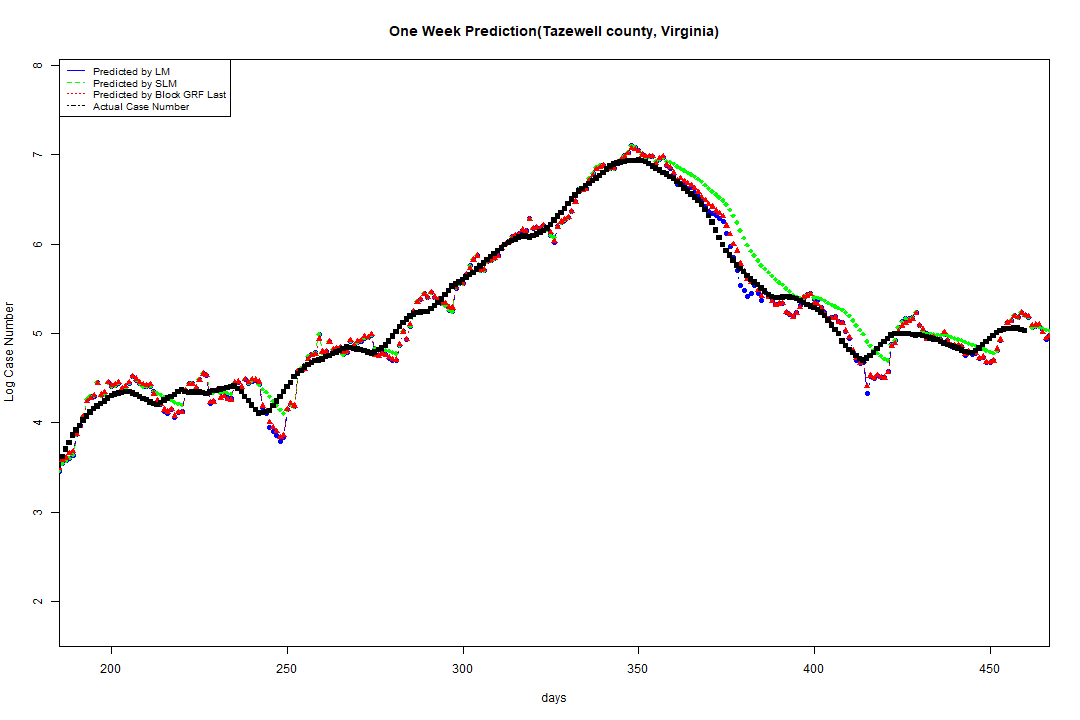 One Week Prediction(Tazewell county, Virginia)
Predicted by LM
Predicted by SLM
Predicted by Block GRF Last
Actual Case Number
8
7
6
5
4
3
2
Log Case Number
200 250 300 350 400 450
days